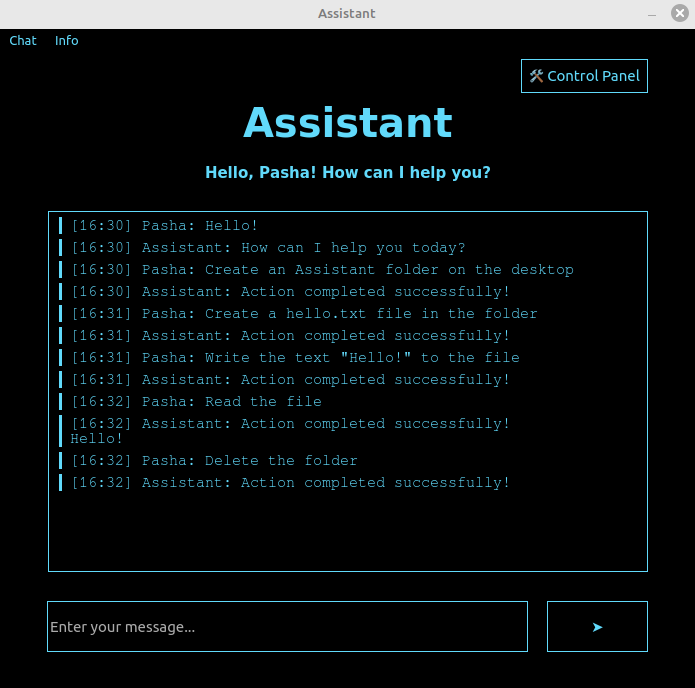 Assistant
Chat Info
🛠 Control Panel
Assistant
Hello, Pasha! How can I help you?
[16:30] Pasha: Hello!
[16:30] Assistant: How can I help you today?
[16:30] Pasha: Create an Assistant folder on the desktop
[16:30] Assistant: Action completed successfully!
[16:31] Pasha: Create a hello.txt file in the folder
[16:31] Assistant: Action completed successfully!
[16:31] Pasha: Write the text "Hello!" to the file
[16:31] Assistant: Action completed successfully!
[16:32] Pasha: Read the file
[16:32] Assistant: Action completed successfully!
Hello!
[16:32] Pasha: Delete the folder
[16:32] Assistant: Action completed successfully!
Enter your message...
➤